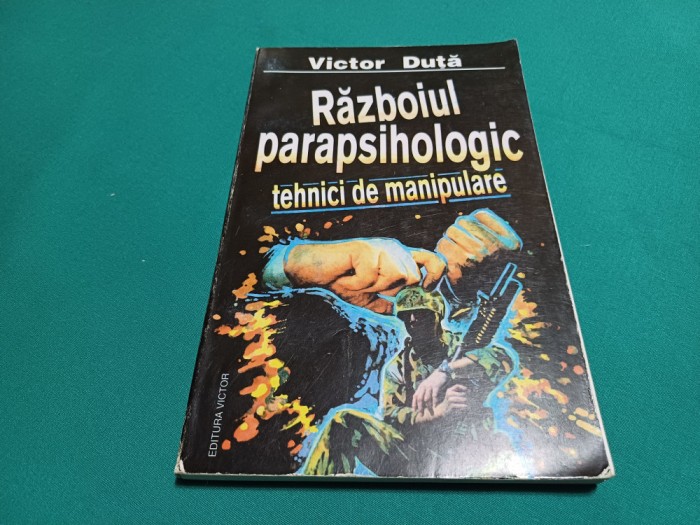 Victor Duță
Războiul
parapsihologic
tehnici de manipulare
EDITURA VICTOR